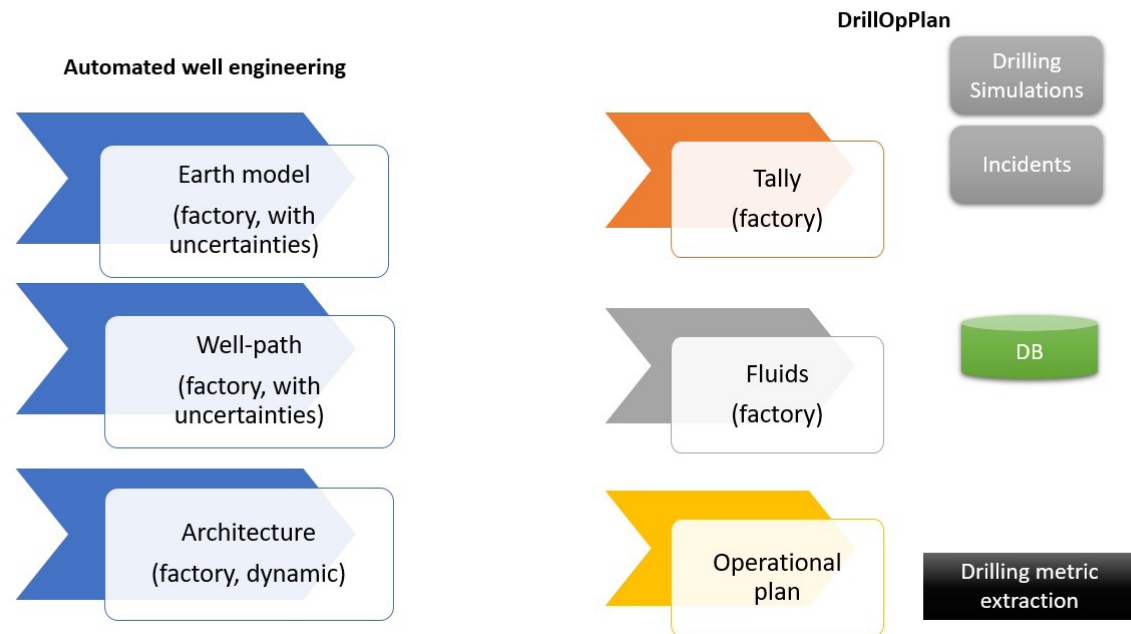 Automated well engineering
Earth model
(factory, with
uncertainties)
Well-path
(factory, with
uncertainties)
Architecture
(factory, dynamic)
DrillOpPlan
Tally
(factory)
Fluids
(factory)
Operational
plan
Drilling
Simulations
Incidents
DB
Drilling metric
extraction